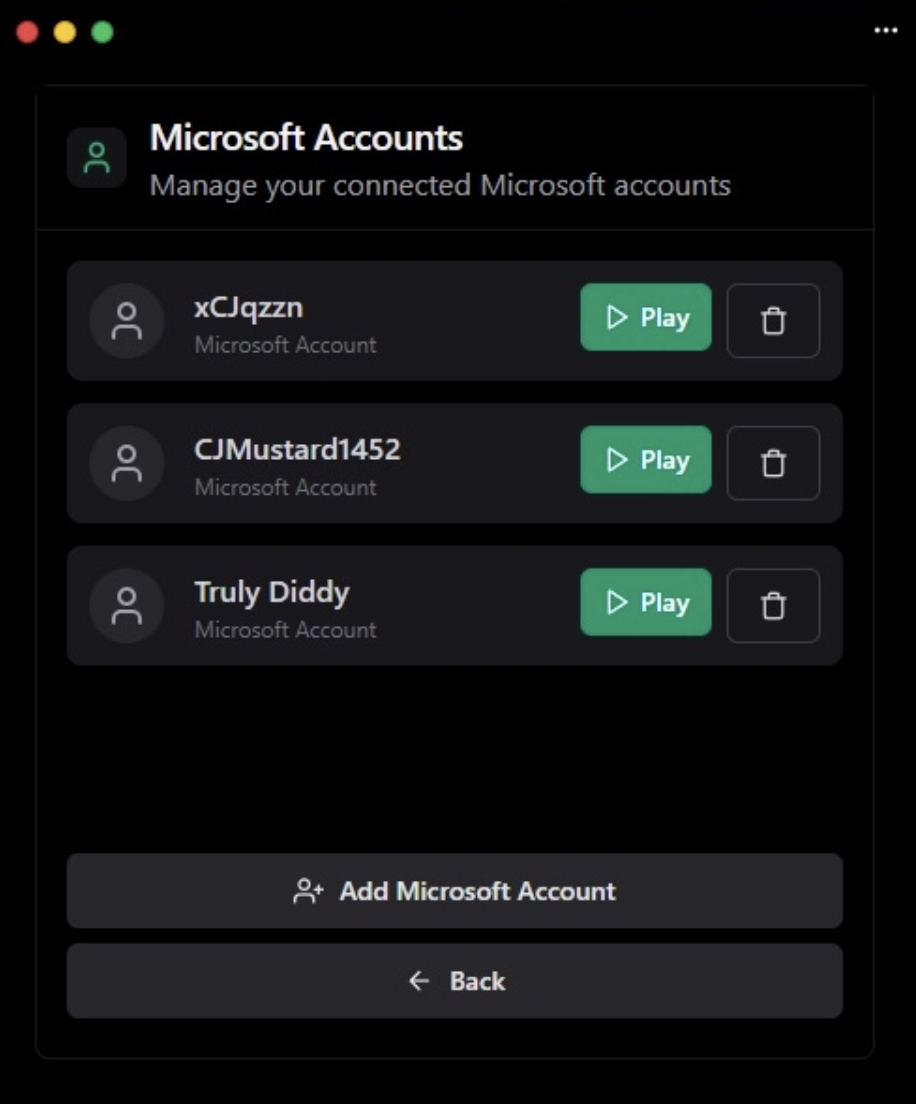 Microsoft Accounts
Manage your connected Microsoft accounts
xCJqzzn
Microsoft Account
Play
CJMustard1452
Microsoft Account
Play
Truly Diddy
Microsoft Account
Play
Add Microsoft Account
Back